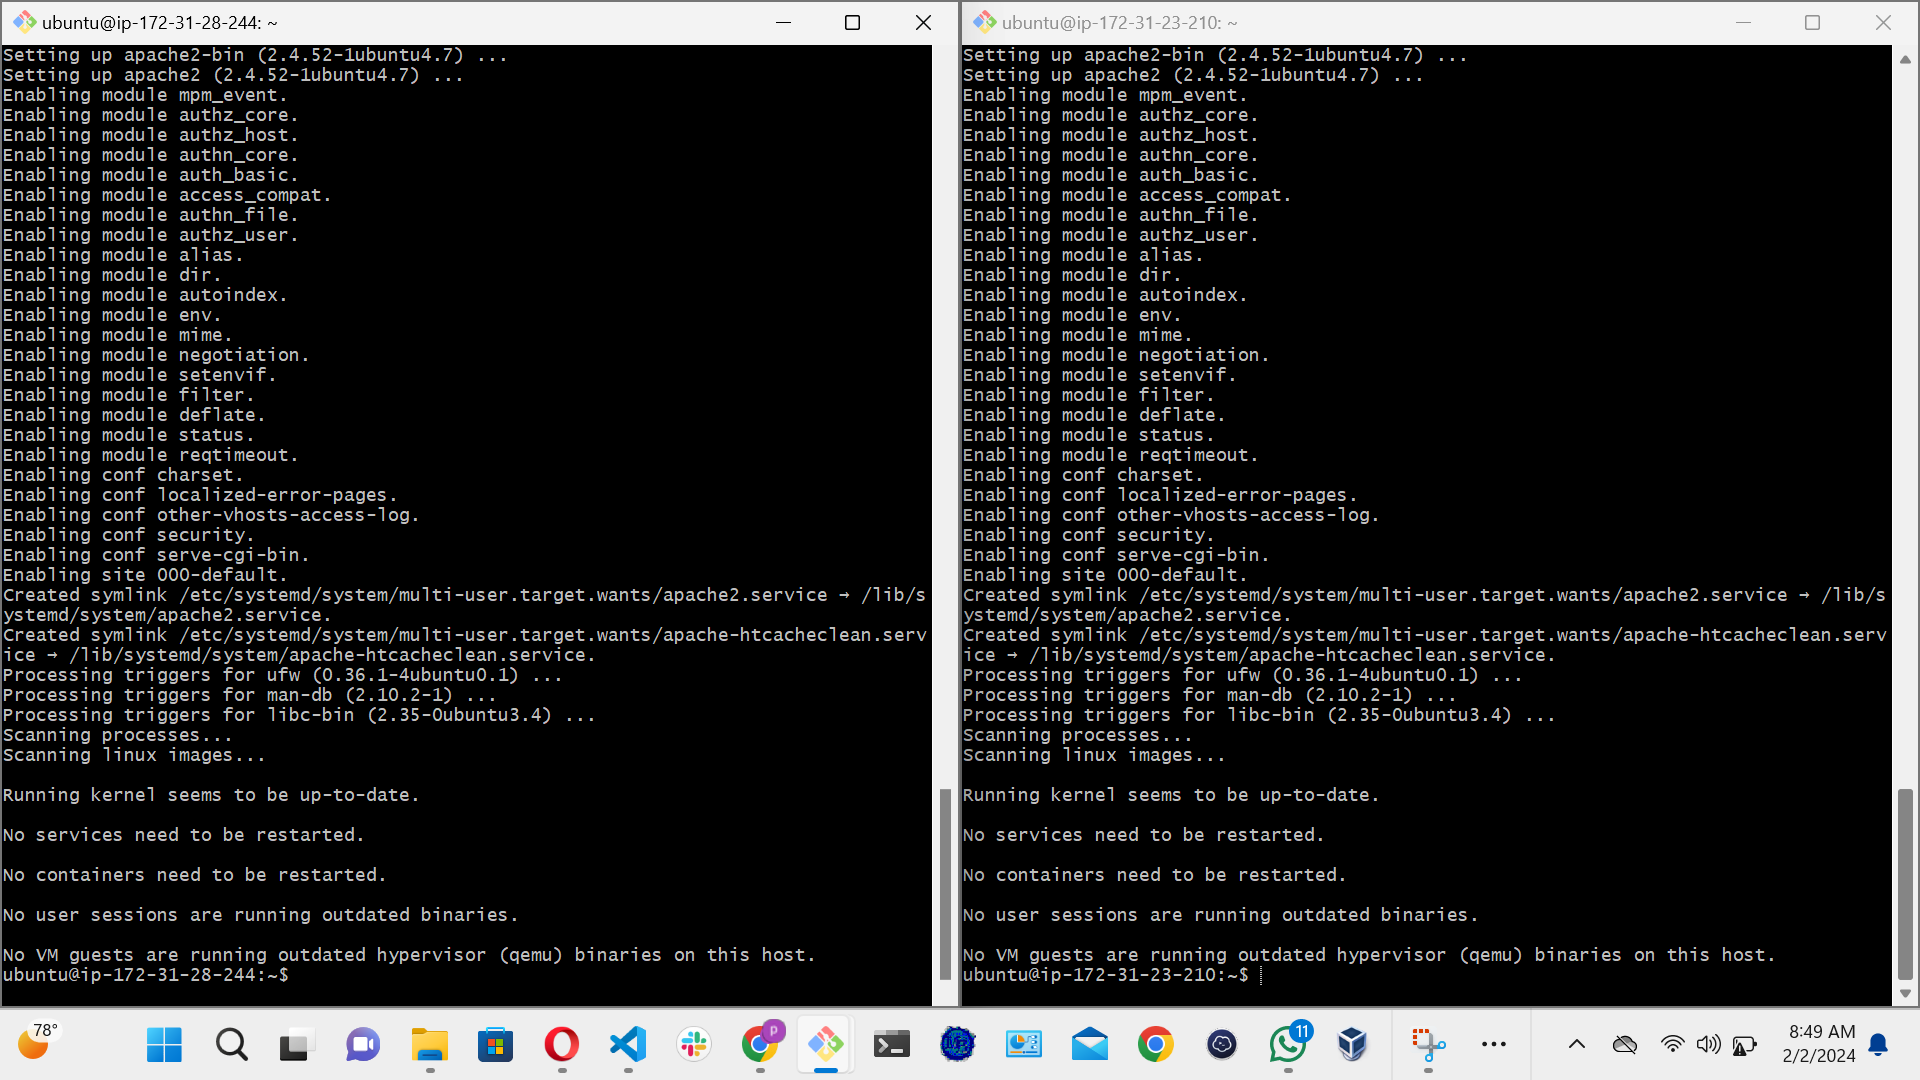 ubuntu@ip-172-31-28-244: ~
Setting up apache2-bin (2.4.52-1ubuntu4.7) ...
Setting up apache2 (2.4.52-1ubuntu4.7) ...
Enabling module mpm_event.
Enabling module authz_core.
Enabling module authz_host.
Enabling module authn_core.
Enabling module auth_basic.
Enabling module access_compat.
Enabling module authn_file.
Enabling module authz_user.
Enabling module alias.
Enabling module dir.
Enabling module autoindex.
Enabling module env.
Enabling module mime.
Enabling module negotiation.
Enabling module setenvif.
Enabling module filter.
Enabling module deflate.
Enabling module status.
Enabling module reqtimeout.
Enabling conf charset.
Enabling conf localized-error-pages.
Enabling conf other-vhosts-access-log.
Enabling conf security.
Enabling conf serve-cgi-bin.
Enabling site 000-default.
Created symlink /etc/systemd/system/multi-user.target.wants/apache2.service → /lib/s
ystemd/system/apache2.service.
Created symlink /etc/systemd/system/multi-user.target.wants/apache-htcacheclean.serv
ice → /lib/systemd/system/apache-htcacheclean.service.
Processing triggers for ufw (0.36.1-4ubuntu0.1) ...
Processing triggers for man-db (2.10.2-1) ...
Processing triggers for libc-bin (2.35-0ubuntu3.4) ...
Scanning processes...
Scanning linux images...
Running kernel seems to be up-to-date.
No services need to be restarted.
No containers need to be restarted.
No user sessions are running outdated binaries.
No VM guests are running outdated hypervisor (qemu) binaries on this host.
ubuntu@ip-172-31-28-244:~$
ubuntu@ip-172-31-23-210: ~
Setting up apache2-bin (2.4.52-1ubuntu4.7) ...
Setting up apache2 (2.4.52-1ubuntu4.7) ...
Enabling module mpm_event.
Enabling module authz_core.
Enabling module authz_host.
Enabling module authn_core.
Enabling module auth_basic.
Enabling module access_compat.
Enabling module authn_file.
Enabling module authz_user.
Enabling module alias.
Enabling module dir.
Enabling module autoindex.
Enabling module env.
Enabling module mime.
Enabling module negotiation.
Enabling module setenvif.
Enabling module filter.
Enabling module deflate.
Enabling module status.
Enabling module reqtimeout.
Enabling conf charset.
Enabling conf localized-error-pages.
Enabling conf other-vhosts-access-log.
Enabling conf security.
Enabling conf serve-cgi-bin.
Enabling site 000-default.
Created symlink /etc/systemd/system/multi-user.target.wants/apache2.service → /lib/s
ystemd/system/apache2.service.
Created symlink /etc/systemd/system/multi-user.target.wants/apache-htcacheclean.serv
ice → /lib/systemd/system/apache-htcacheclean.service.
Processing triggers for ufw (0.36.1-4ubuntu0.1) ...
Processing triggers for man-db (2.10.2-1) ...
Processing triggers for libc-bin (2.35-0ubuntu3.4) ...
Scanning processes...
Scanning linux images...
Running kernel seems to be up-to-date.
No services need to be restarted.
No containers need to be restarted.
No user sessions are running outdated binaries.
No VM guests are running outdated hypervisor (qemu) binaries on this host.
ubuntu@ip-172-31-23-210:~$
78°
p
11
8:49 AM
2/2/2024